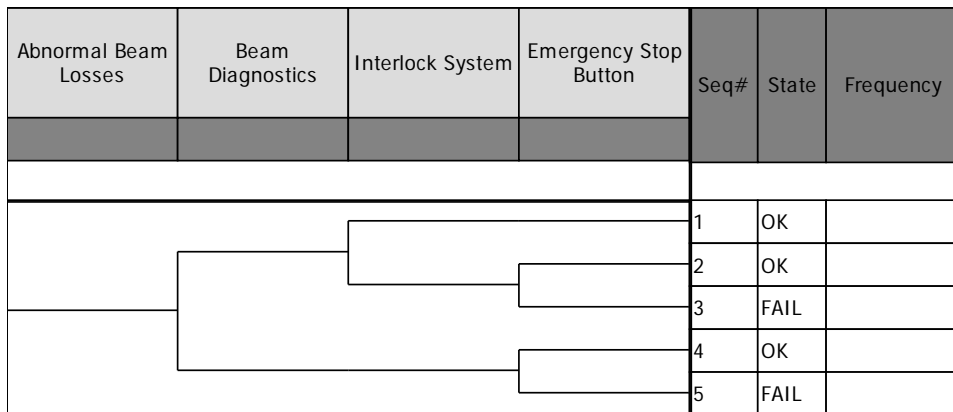 Abnormal Beam
Losses
Beam
Diagnostics
Interlock System
Emergency Stop
Button
Seq#
State
Frequency
1
OK
2
OK
3
FAIL
4
OK
5
FAIL